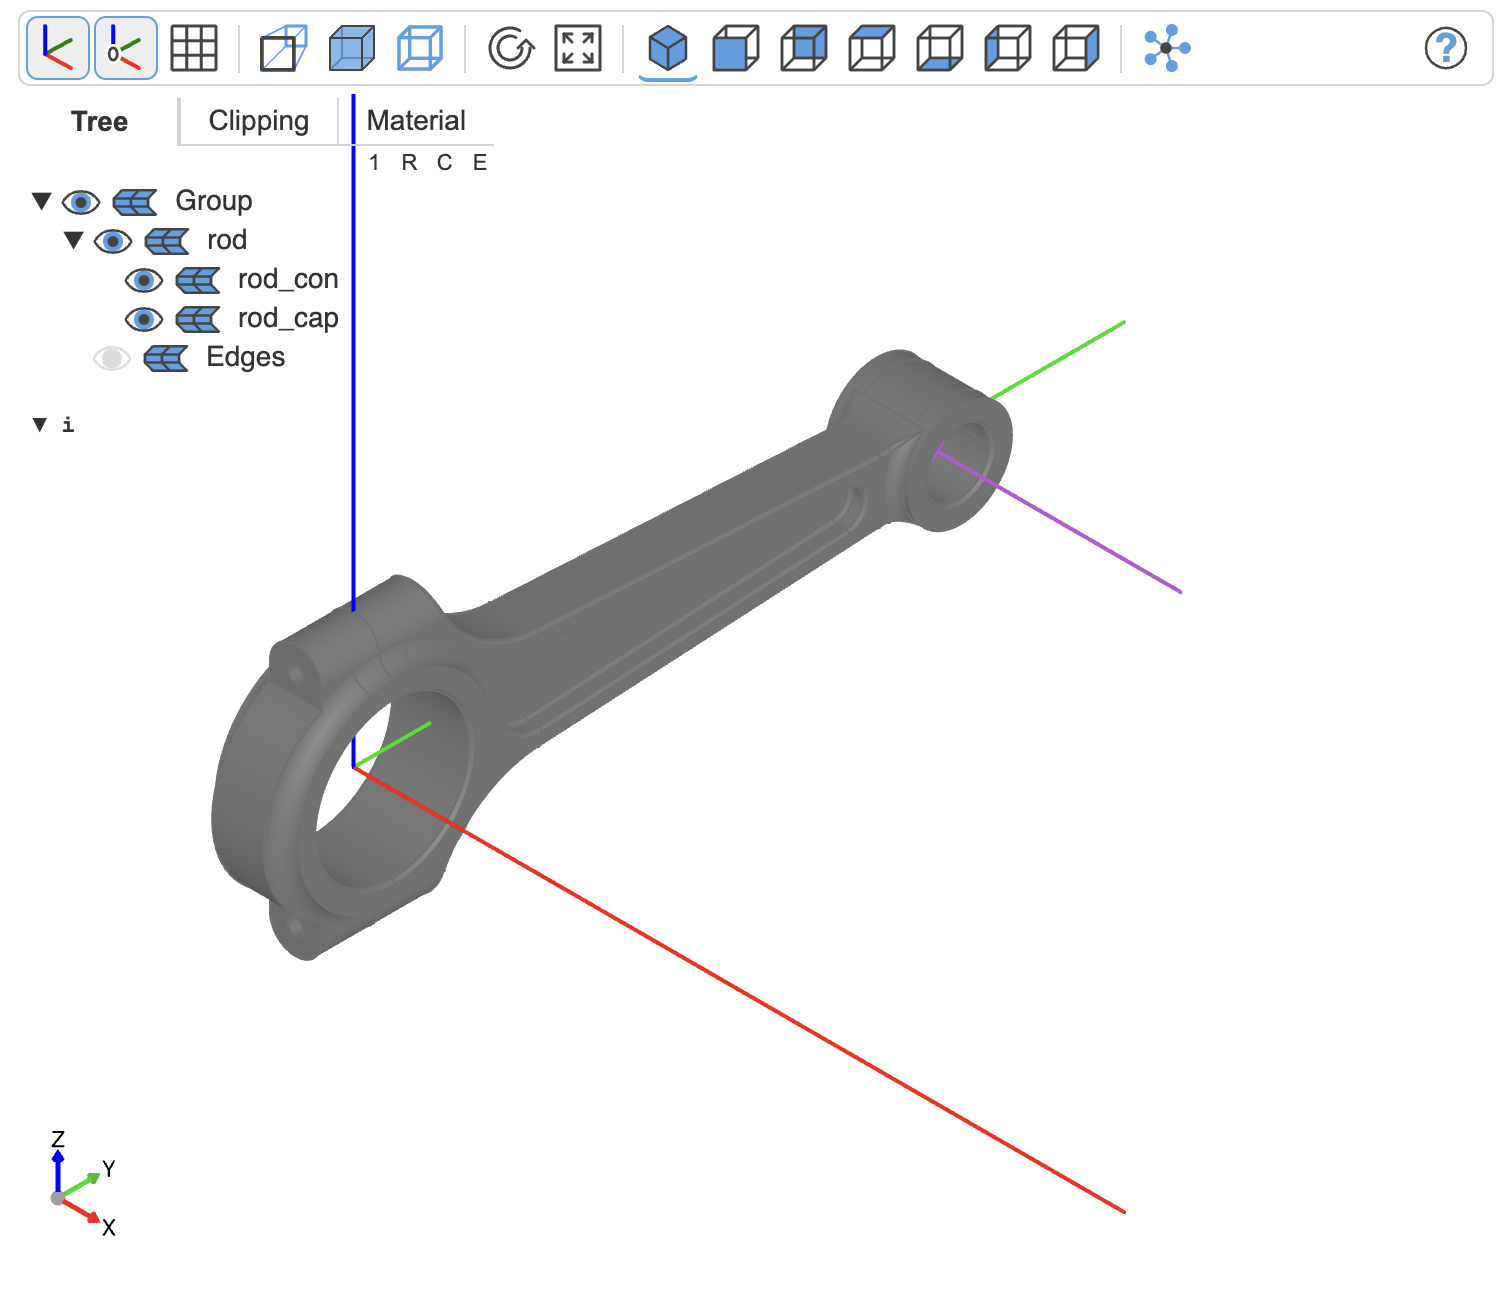 0
?
Tree Clipping Material
1 R C E
Group
rod
rod_con
rod_cap
Edges
i
Z
Y
X